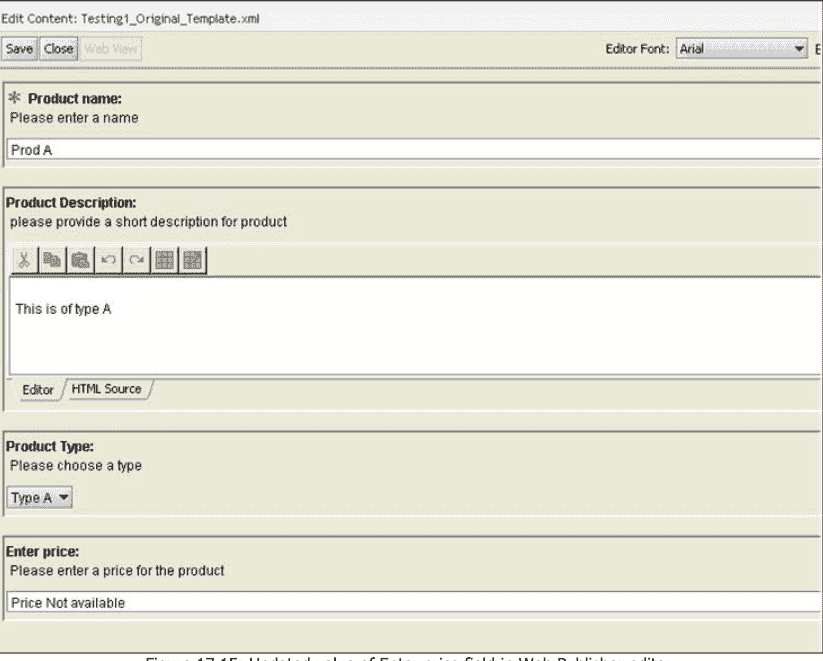 Edit Content: Testing1_Original_Template.xml
Save Close Web View Editor Font: Arial E
* Product name:
Please enter a name
Prod A
Product Description:
please provide a short description for product
This is of type A
Editor HTML Source
Product Type:
Please choose a type
Type A
Enter price:
Please enter a price for the product
Price Not available